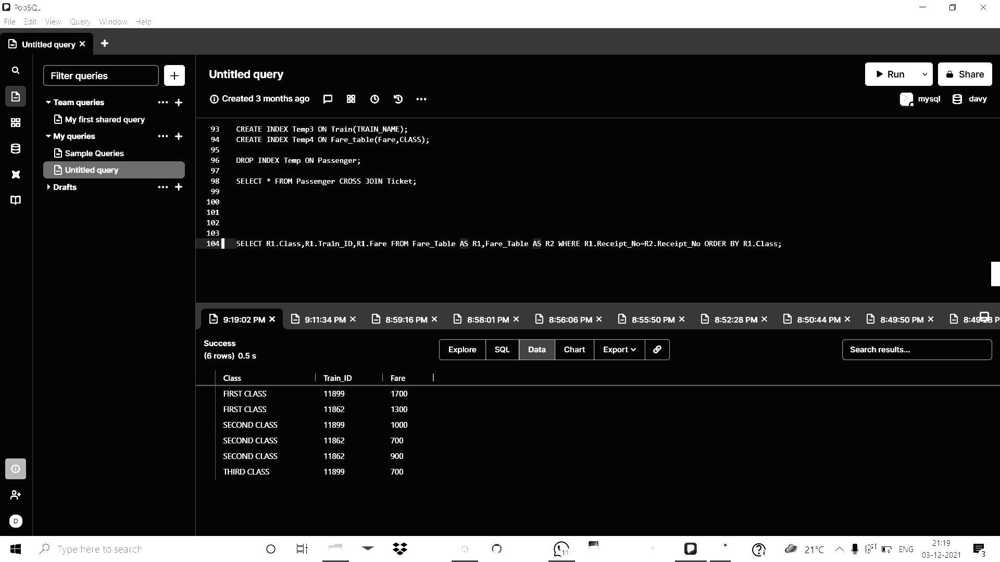 PopSQL
File Edit View Query Window Help
Untitled query
Filter queries
Team queries
My first shared query
My queries
Sample Queries
Untitled query
Drafts
Untitled query
Run
Share
Created 3 months ago
mysql
davy
93 CREATE INDEX Temp3 ON Train(TRAIN_NAME);
94 CREATE INDEX Temp4 ON Fare_table(Fare,CLASS);
95
96 DROP INDEX Temp ON Passenger;
97
98 SELECT * FROM Passenger CROSS JOIN Ticket;
99
100
101
102
103
104 SELECT R1.Class,R1.Train_ID,R1.Fare FROM Fare_Table AS R1,Fare_Table AS R2 WHERE R1.Receipt_No=R2.Receipt_No ORDER BY R1.Class;
9:19:02 PM 9:11:34 PM 8:59:16 PM 8:58:01 PM 8:56:06 PM 8:55:50 PM 8:52:28 PM 8:50:44 PM 8:49:50 PM
Success
(6 rows) 0.5 s
Explore SQL Data Chart Export
Search results...
Class Train_ID Fare
FIRST CLASS 11899 1700
FIRST CLASS 11862 1300
SECOND CLASS 11899 1000
SECOND CLASS 11862 700
SECOND CLASS 11862 900
THIRD CLASS 11899 700
D
Type here to search
11
21°C
ENG
21:19
03-12-2021
3